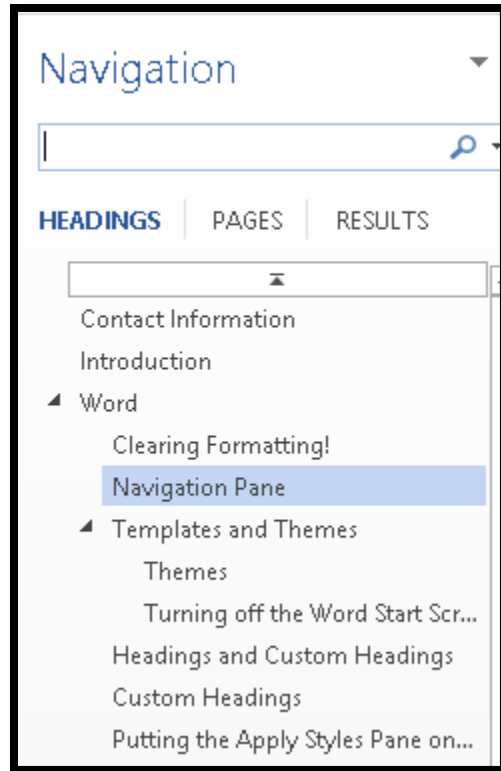 Navigation
HEADINGS PAGES RESULTS
Contact Information
Introduction
Word
Clearing Formatting!
Navigation Pane
Templates and Themes
Themes
Turning off the Word Start Scr...
Headings and Custom Headings
Custom Headings
Putting the Apply Styles Pane on...